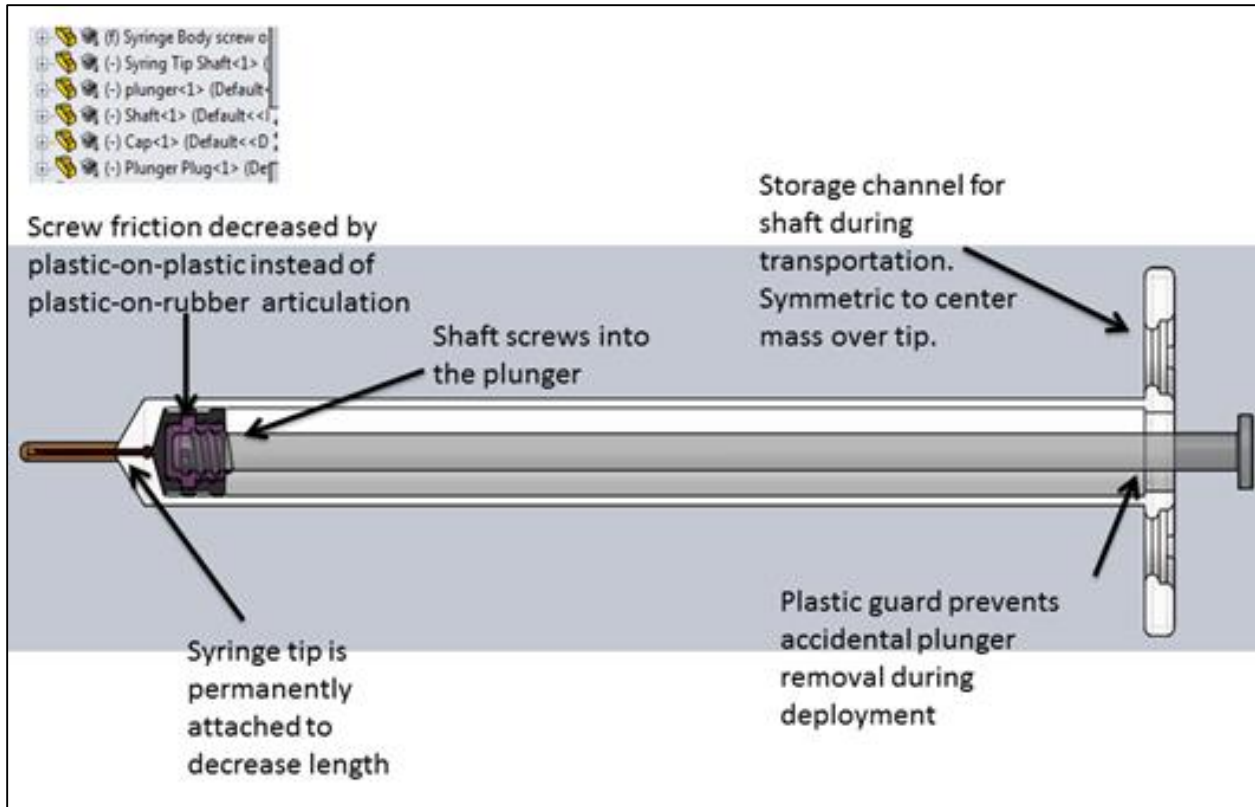 (f) Syringe Body screw o
(-) Syring Tip Shaft<1> (
(-) plunger<1> (Default<
(-) Shaft<1> (Default<<
(-) Cap<1> (Default<<D
(-) Plunger Plug<1> (De
Screw friction decreased by
plastic-on-plastic instead of
plastic-on-rubber articulation
Shaft screws into
the plunger
Storage channel for
shaft during
transportation.
Symmetric to center
mass over tip.
Syringe tip is
permanently
attached to
decrease length
Plastic guard prevents
accidental plunger
removal during
deployment